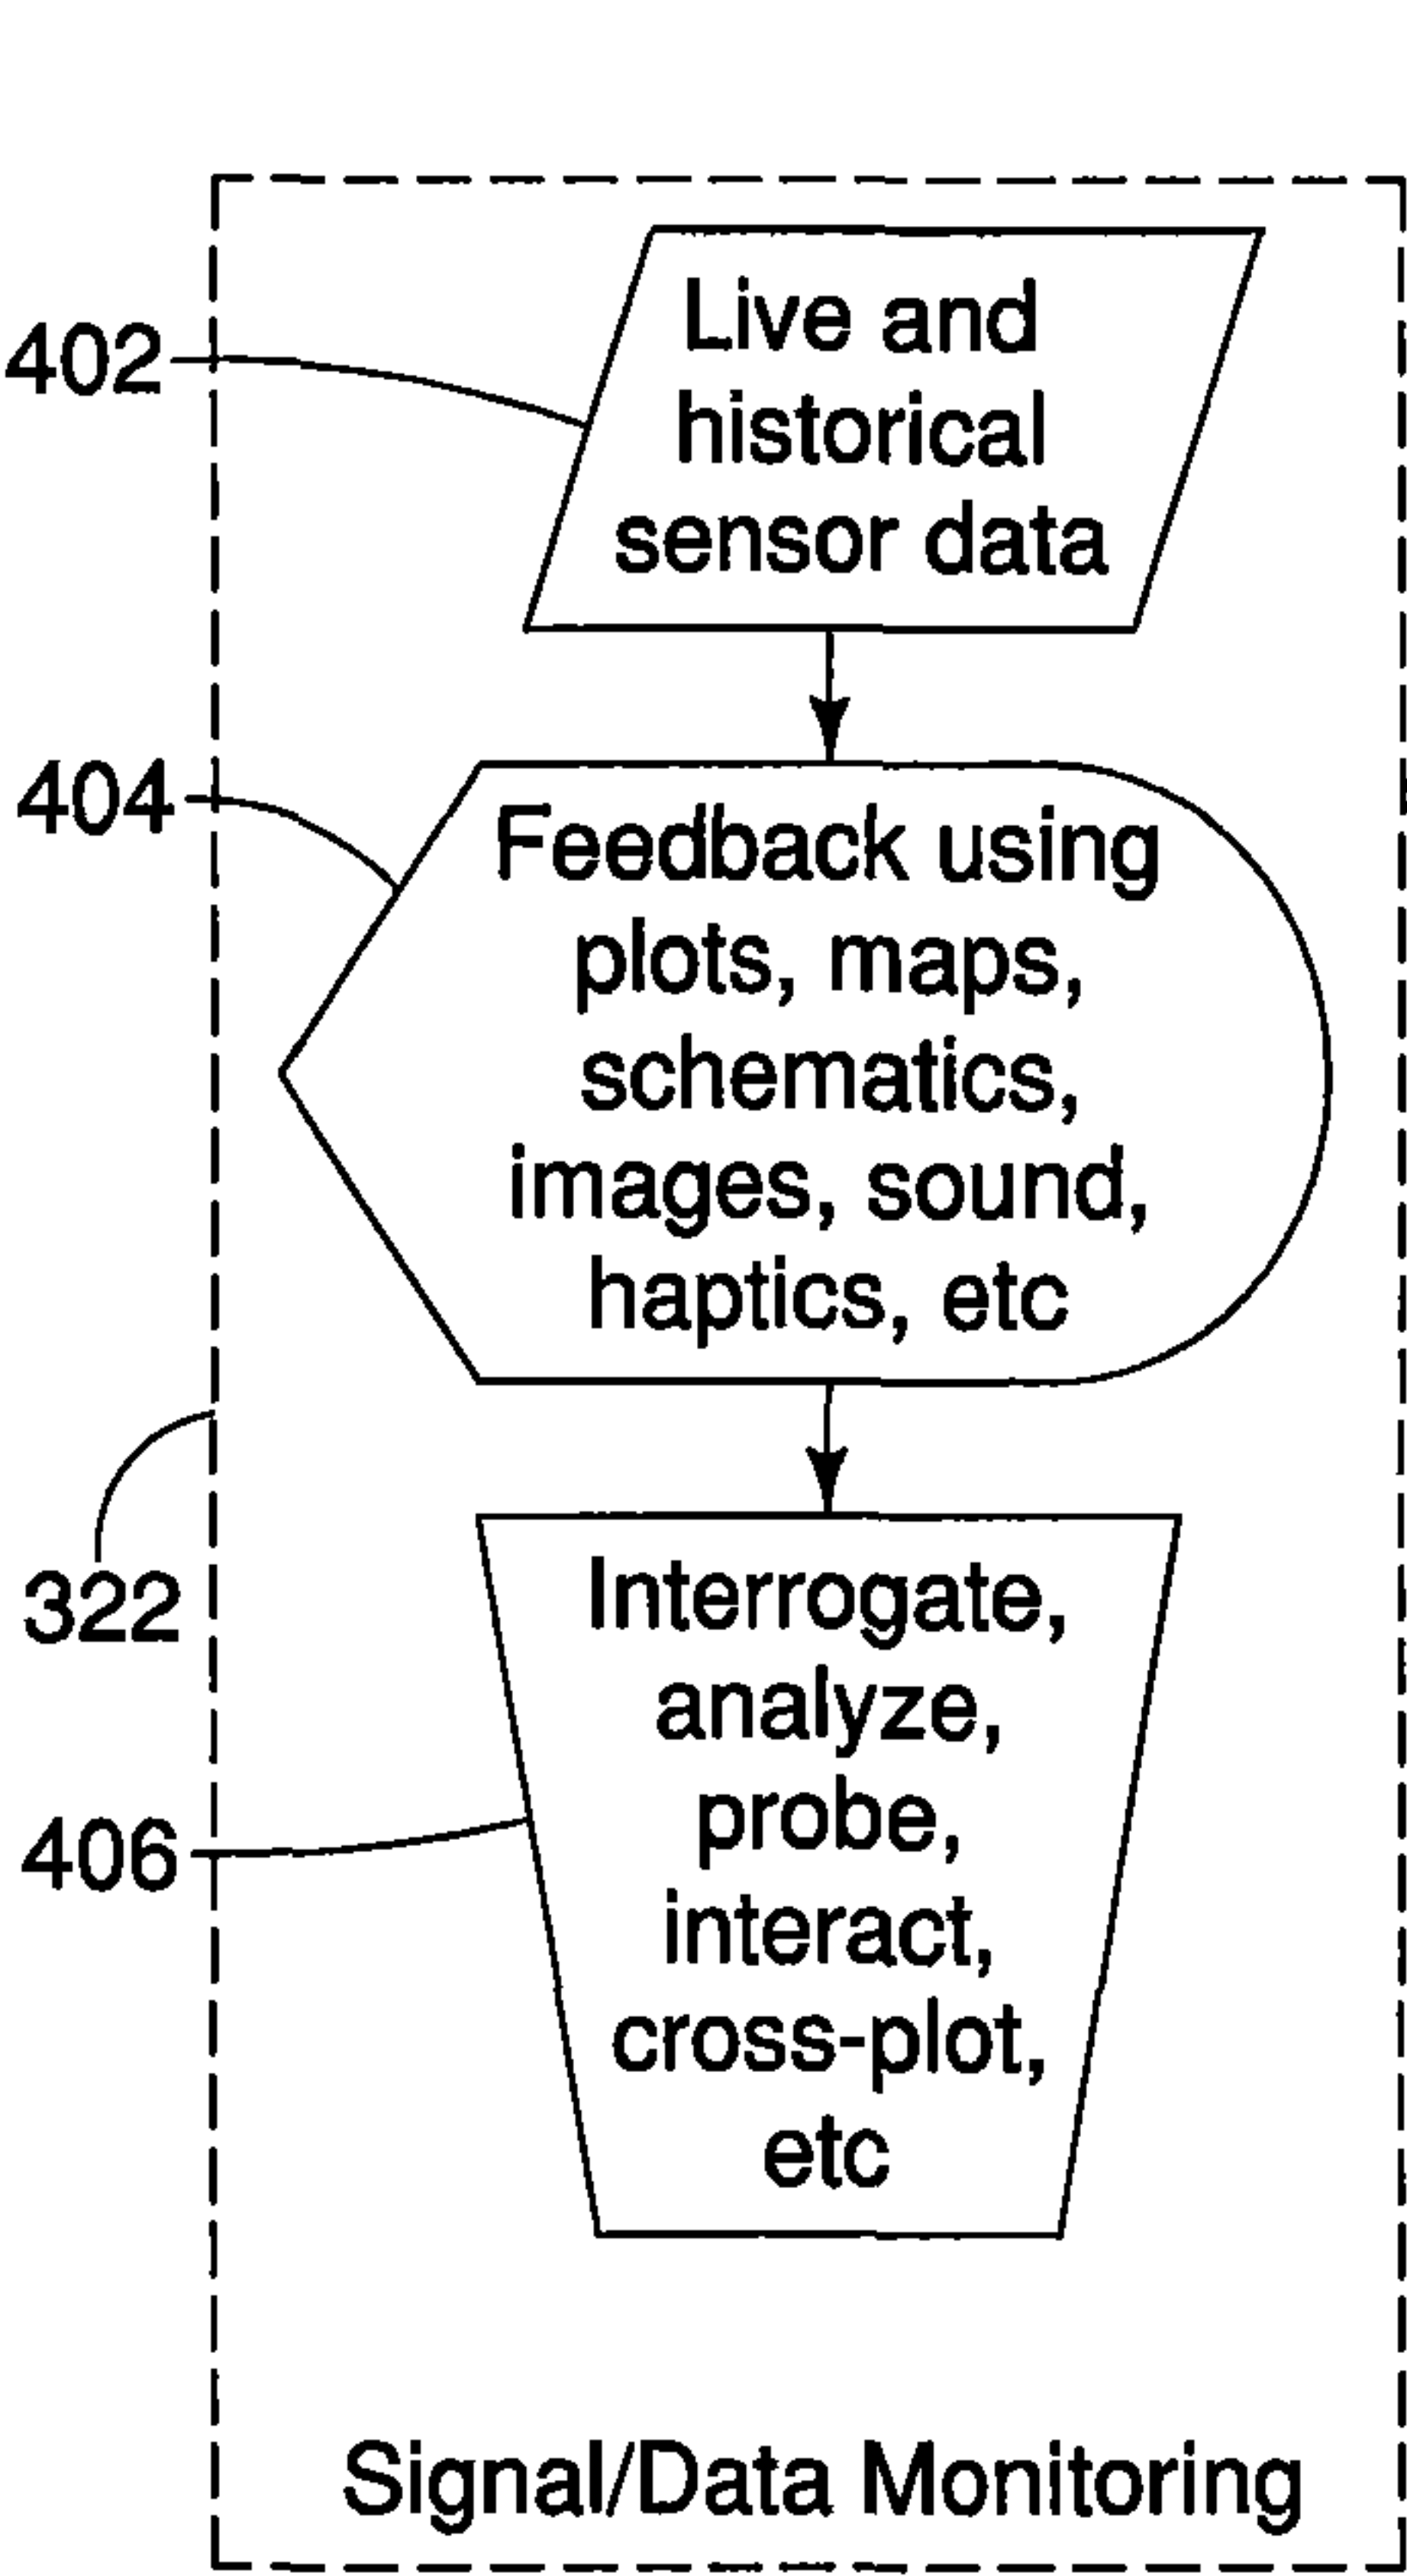 402
Live and
historical
sensor data
404
Feedback using
plots, maps,
schematics,
images, sound,
haptics, etc
322
Interrogate,
analyze,
probe,
interact,
cross-plot,
etc
406
Signal/Data Monitoring